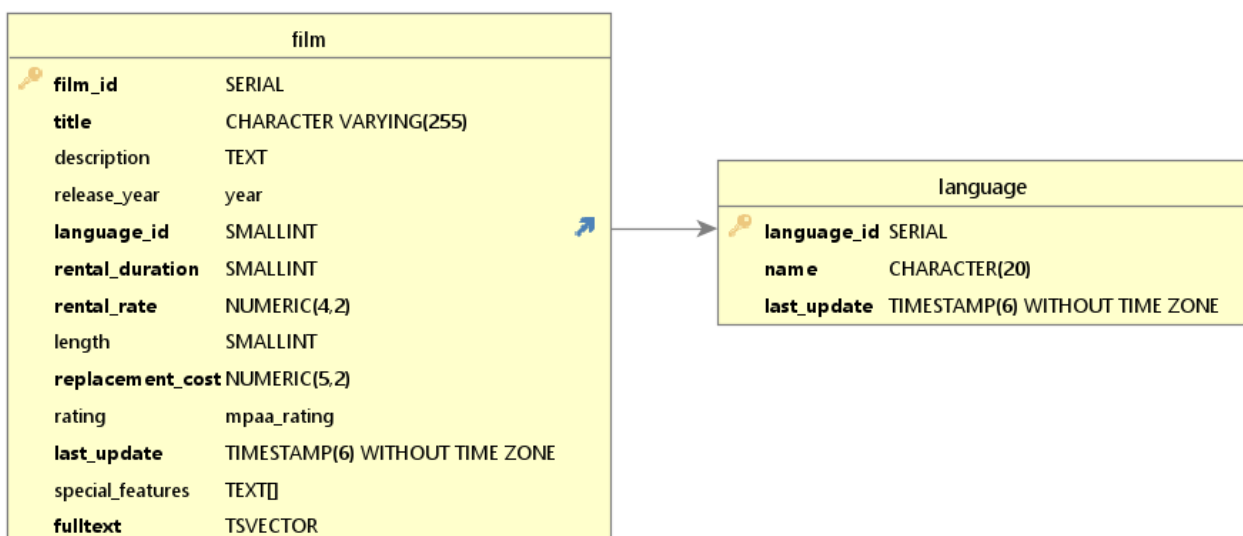 film
film_id SERIAL
title CHARACTER VARYING(255)
description TEXT
release_year year
language_id SMALLINT
rental_duration SMALLINT
rental_rate NUMERIC(4,2)
length SMALLINT
replacement_cost NUMERIC(5,2)
rating mpaa_rating
last_update TIMESTAMP(6) WITHOUT TIME ZONE
special_features TEXT[]
fulltext TSVECTOR
language
language_id SERIAL
name CHARACTER(20)
last_update TIMESTAMP(6) WITHOUT TIME ZONE